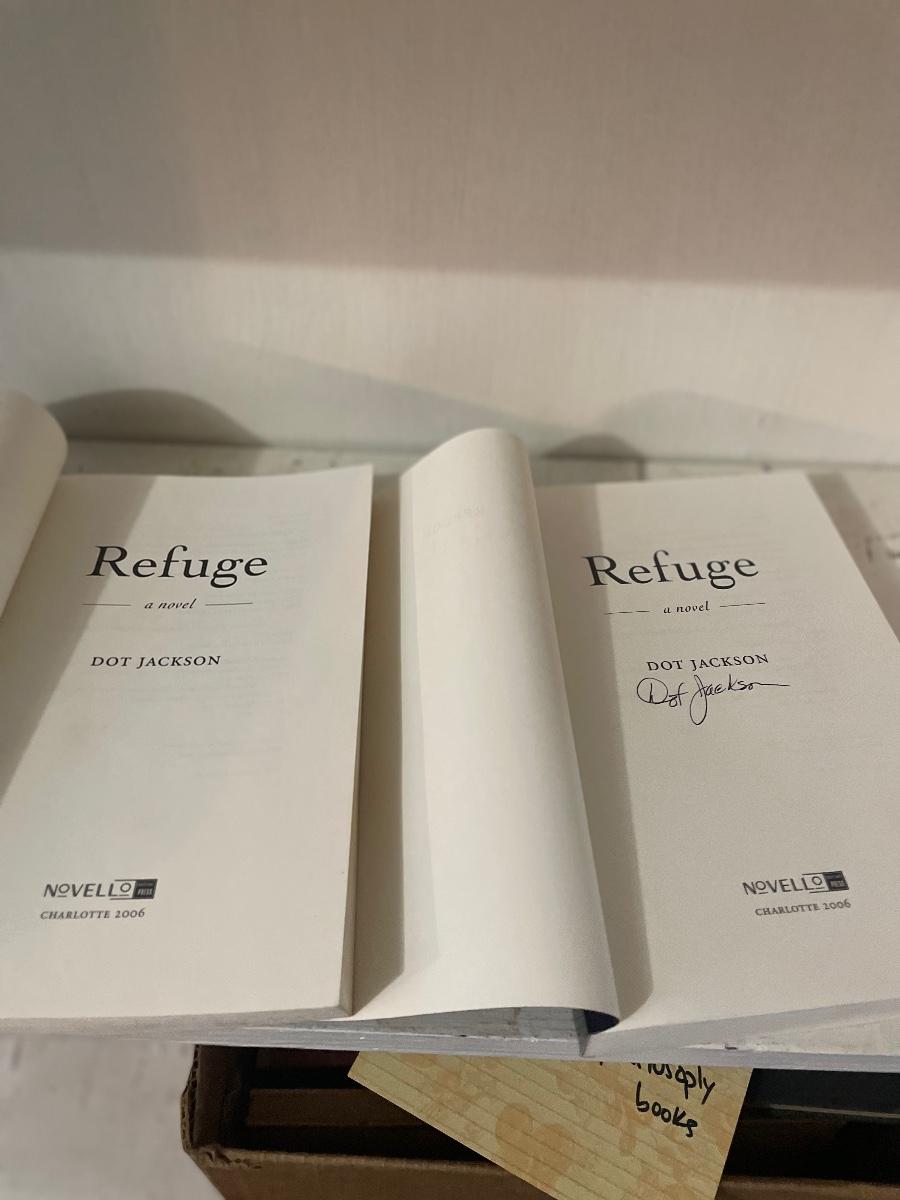 Refuge
a novel
DOT JACKSON
NOVELLO
PRESS
CHARLOTTE 2006
Refuge
a novel
DOT JACKSON
Dot Jackson
NOVELLO
PRESS
CHARLOTTE 2006
books